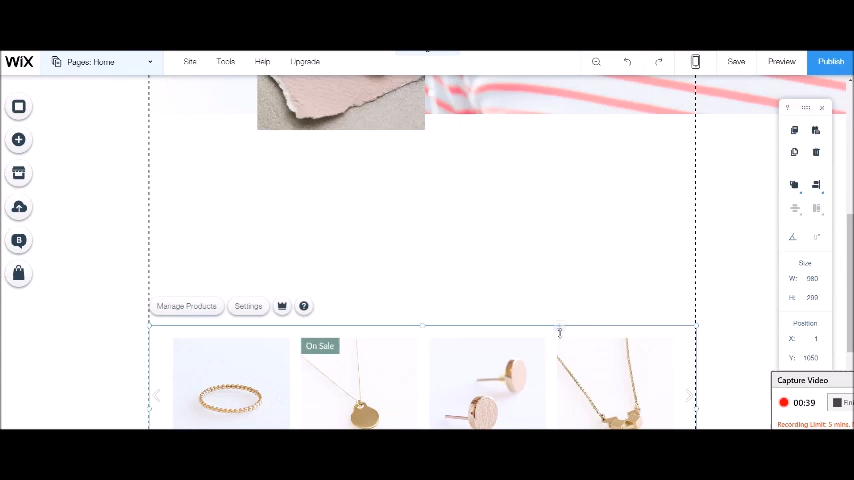 WiX
Pages: Home
Site
Tools
Help
Upgrade
Save
Preview
Publish
?
Size
W: 980
H: 299
Position
X: 1
Y: 1050
Manage Products
Settings
?
On Sale
B
Capture Video
00:39
Recording Limit: 5 mins.